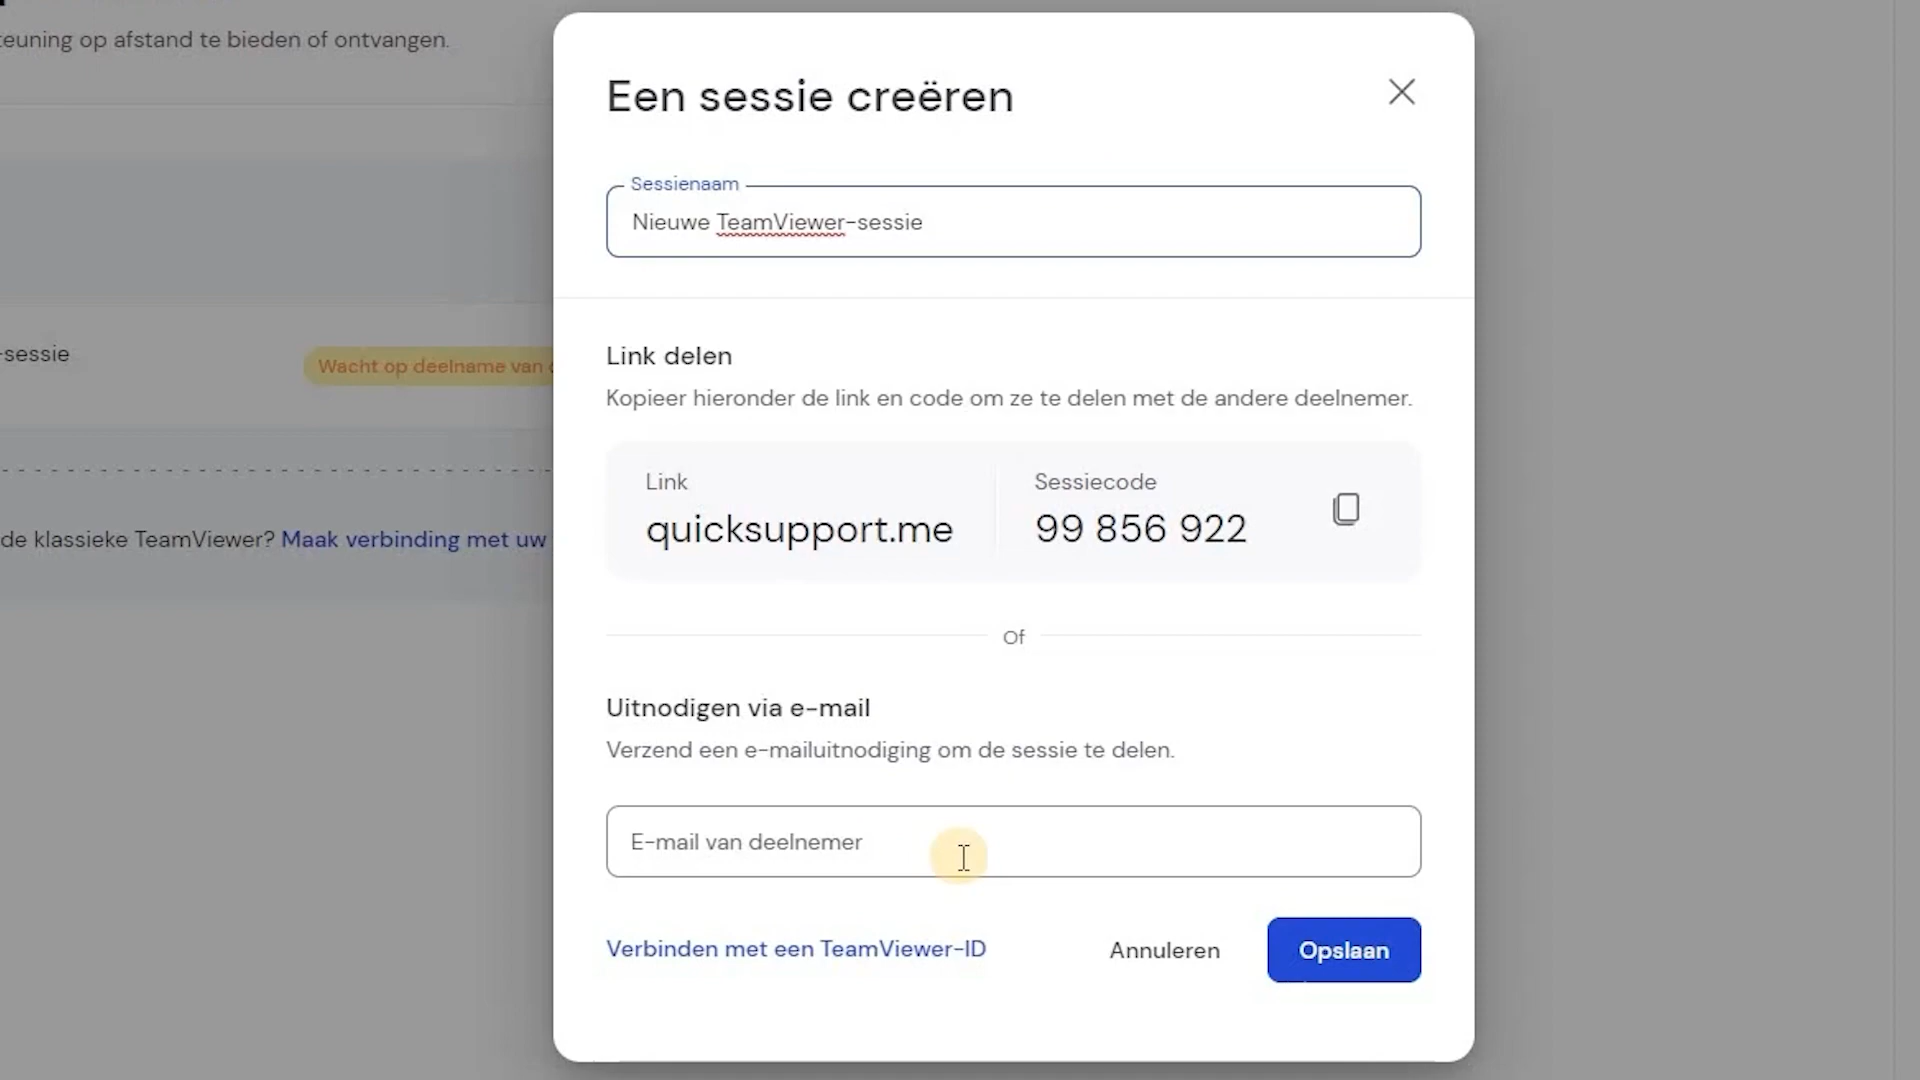 teuning op afstand te bieden of ontvangen.
Een sessie creëren
Sessienaam
Nieuwe TeamViewer-sessie
-sessie
Wacht op deelname van
Link delen
Kopieer hieronder de link en code om ze te delen met de andere deelnemer.
Link
Sessiecode
quicksupport.me
99 856 922
de klassieke TeamViewer? Maak verbinding met uw
Of
Uitnodigen via e-mail
Verzend een e-mailuitnodiging om de sessie te delen.
E-mail van deelnemer
Verbinden met een TeamViewer-ID
Annuleren
Opslaan